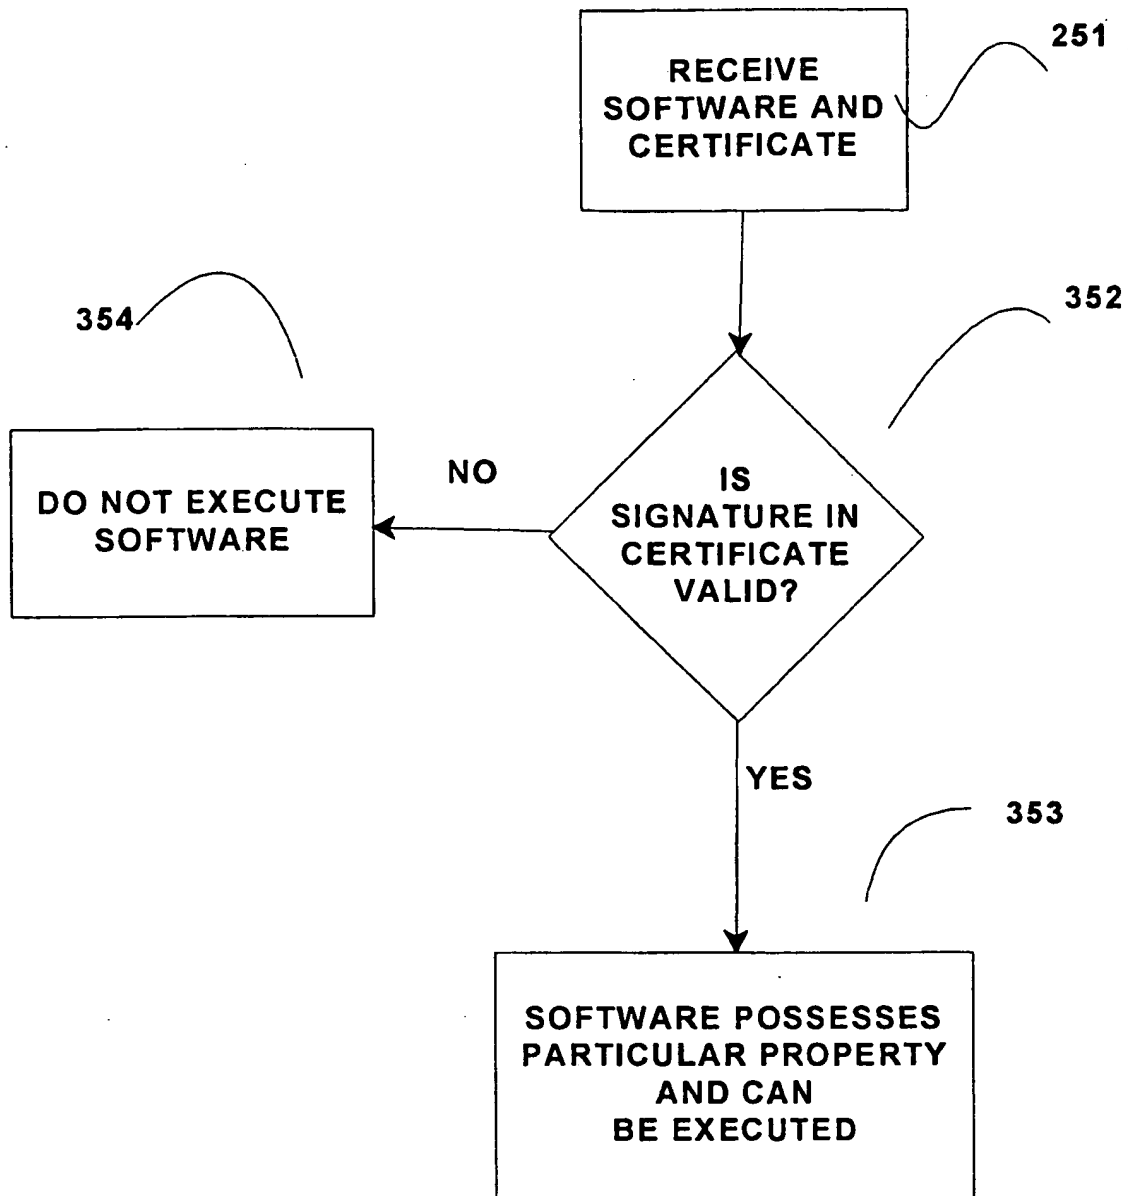 251
RECEIVE
SOFTWARE AND
CERTIFICATE
352
354
NO
IS
SIGNATURE IN
CERTIFICATE
VALID?
DO NOT EXECUTE
SOFTWARE
YES
353
SOFTWARE POSSESSES
PARTICULAR PROPERTY
AND CAN
BE EXECUTED